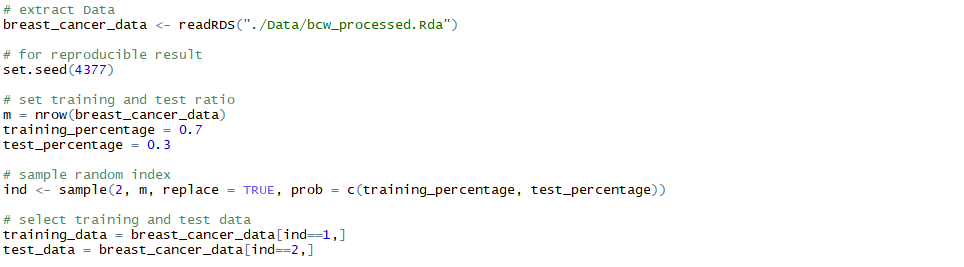 # extract Data
breast_cancer_data <- readRDS("./Data/bcw_processed.Rda")
# for reproducible result
set.seed(4377)
# set training and test ratio
m = nrow(breast_cancer_data)
training_percentage = 0.7
test_percentage = 0.3
# sample random index
ind <- sample(2, m, replace = TRUE, prob = c(training_percentage, test_percentage))
# select training and test data
training_data = breast_cancer_data[ind==1,]
test_data = breast_cancer_data[ind==2,]